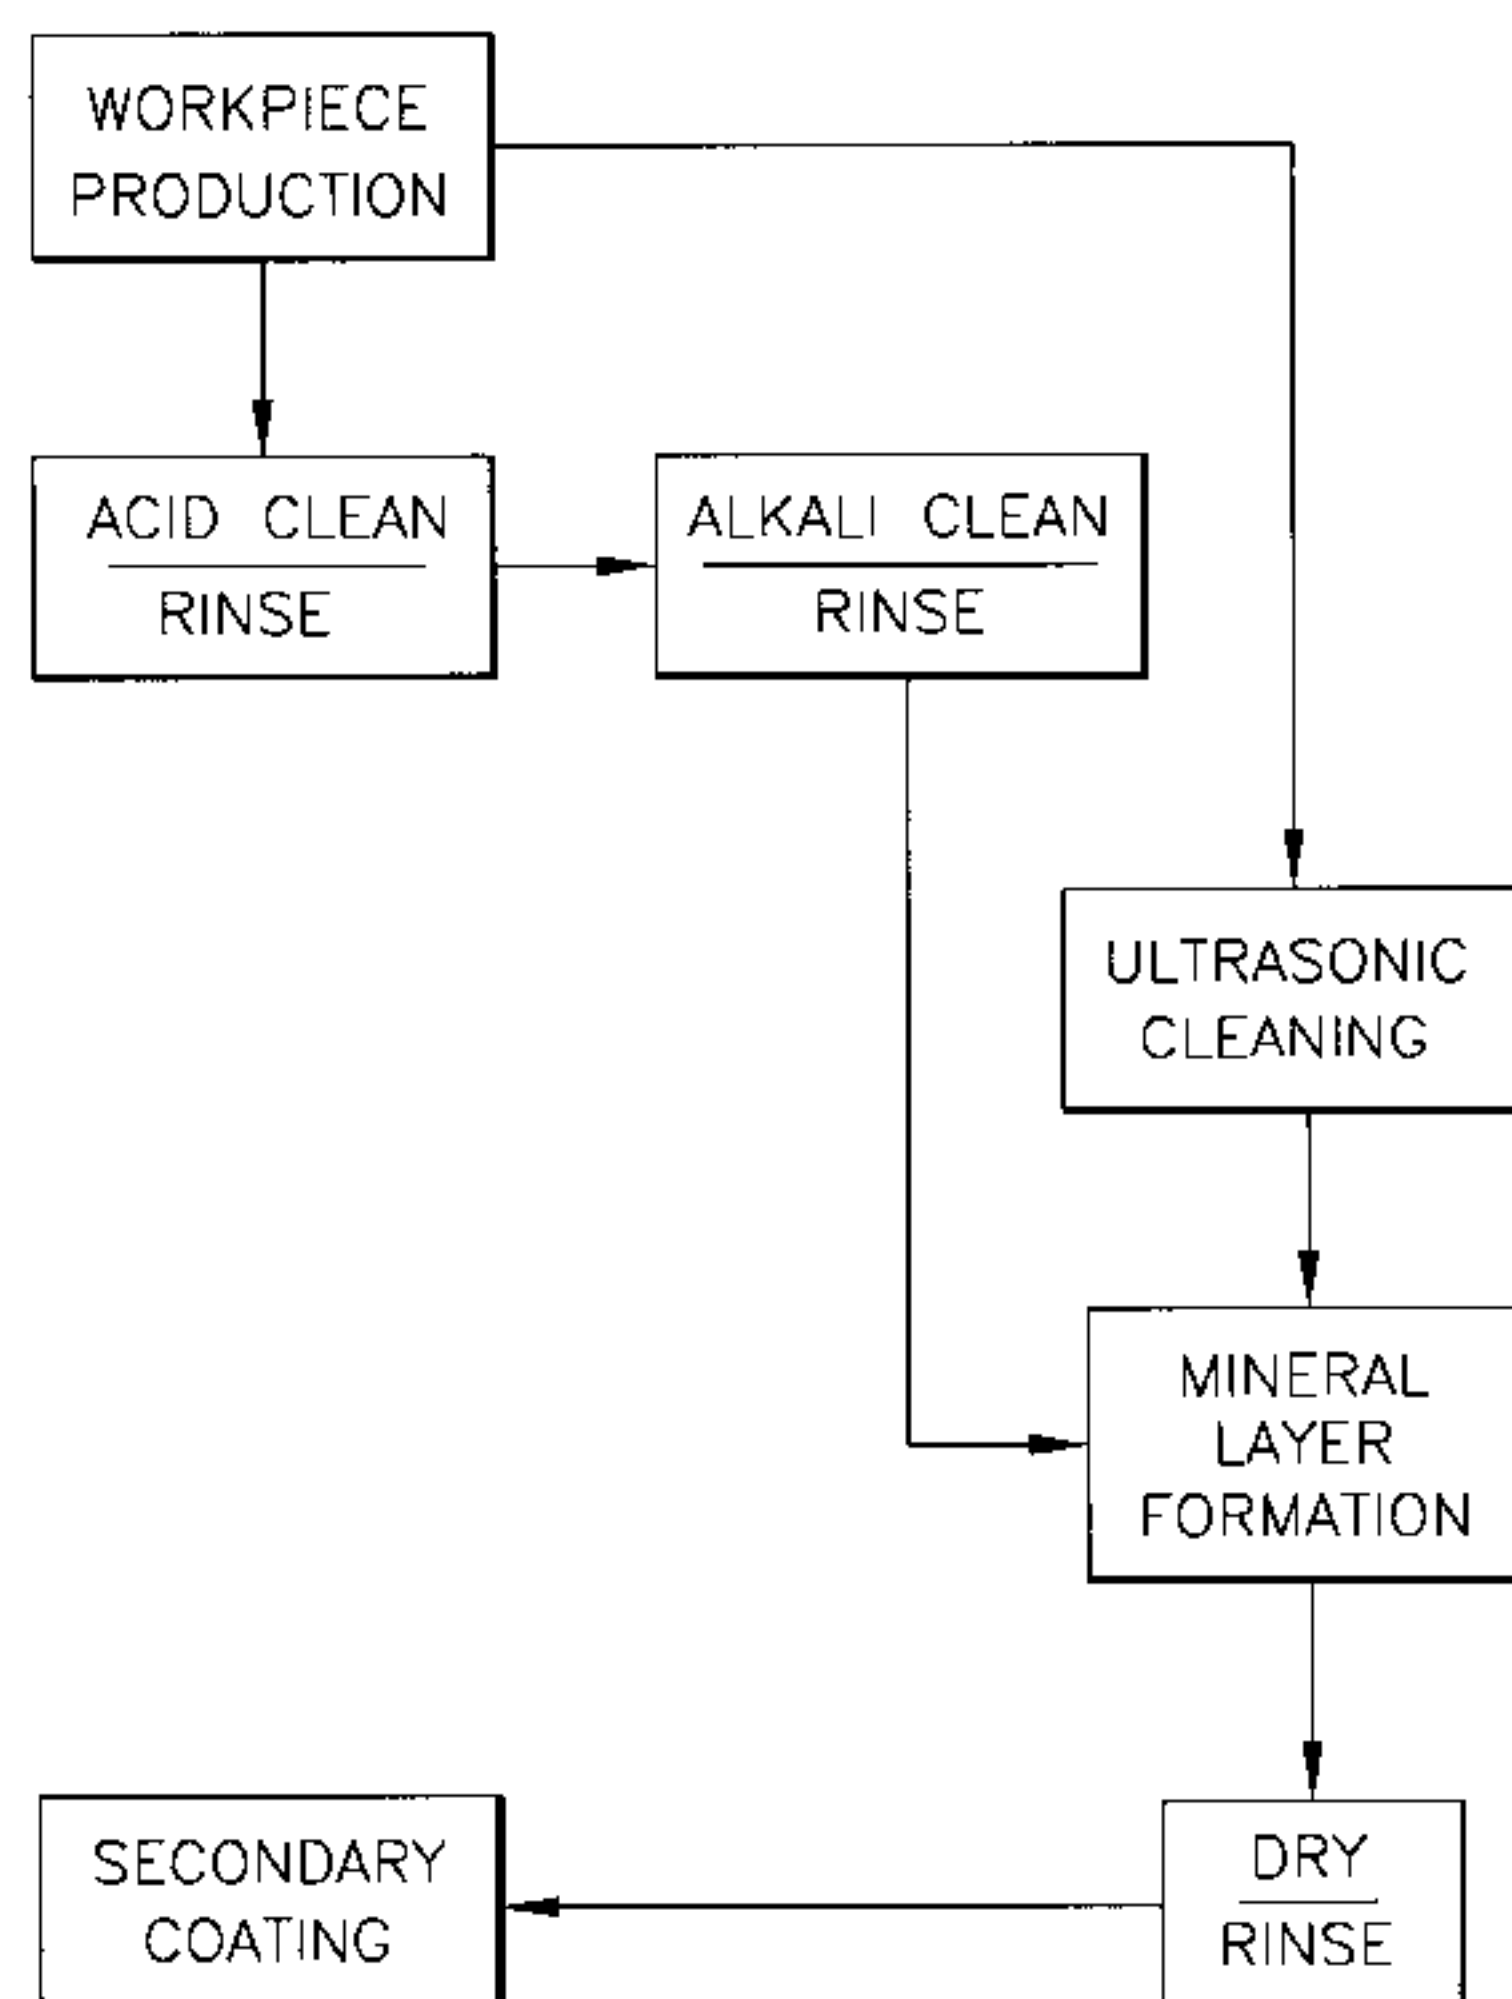 WORKPIECE
PRODUCTION
ACID CLEAN
RINSE
ALKALI CLEAN
RINSE
ULTRASONIC
CLEANING
MINERAL
LAYER
FORMATION
SECONDARY
COATING
DRY
RINSE